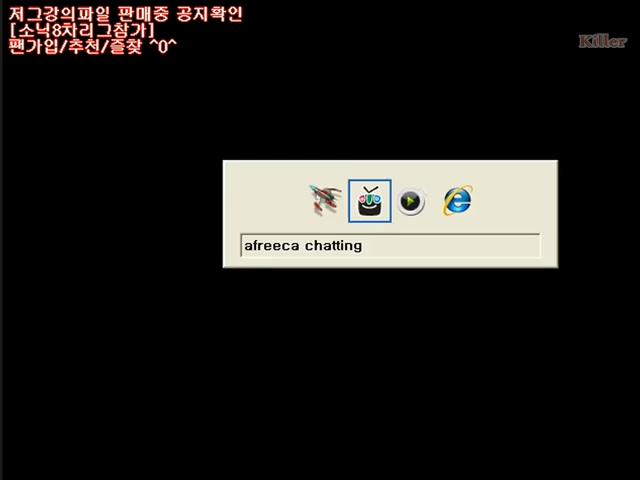 저그강의파일 판매중 공지확인
[소닉8차리그참가]
팬가입/추천/즐찾 ^0^
Killer
afreeca chatting